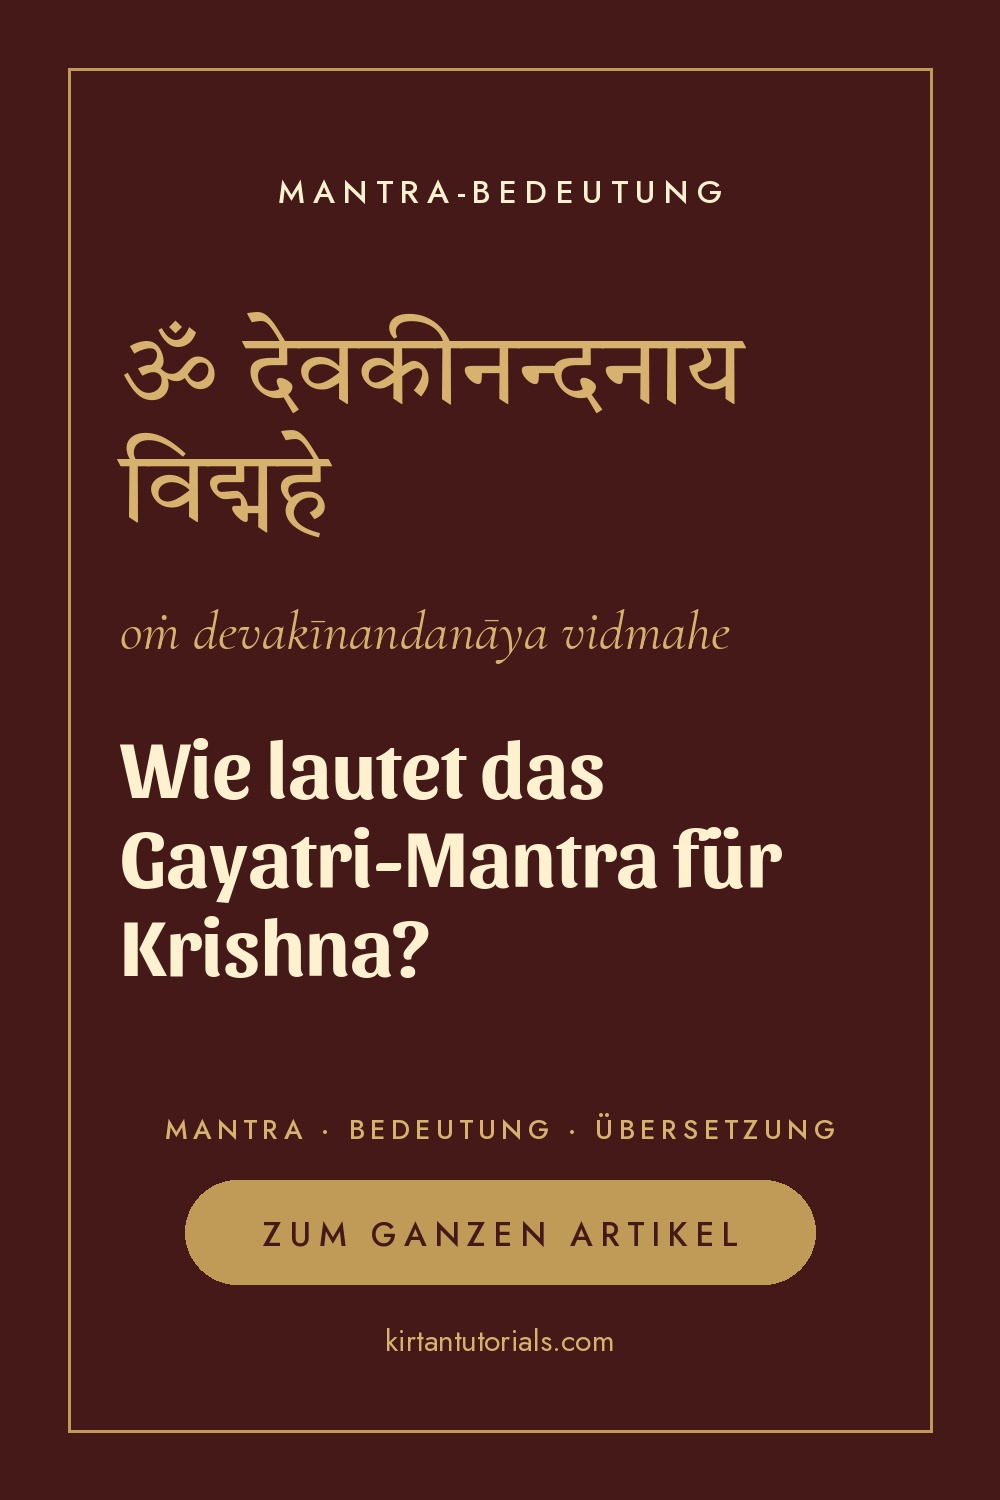 MANTRA-BEDEUTUNG
ॐ देवकीनन्दनाय
विद्महे
oṁ devakīnandanāya vidmahe
Wie lautet das
Gayatri-Mantra für
Krishna?
MANTRA · BEDEUTUNG · ÜBERSETZUNG
ZUM GANZEN ARTIKEL
kirtantutorials.com